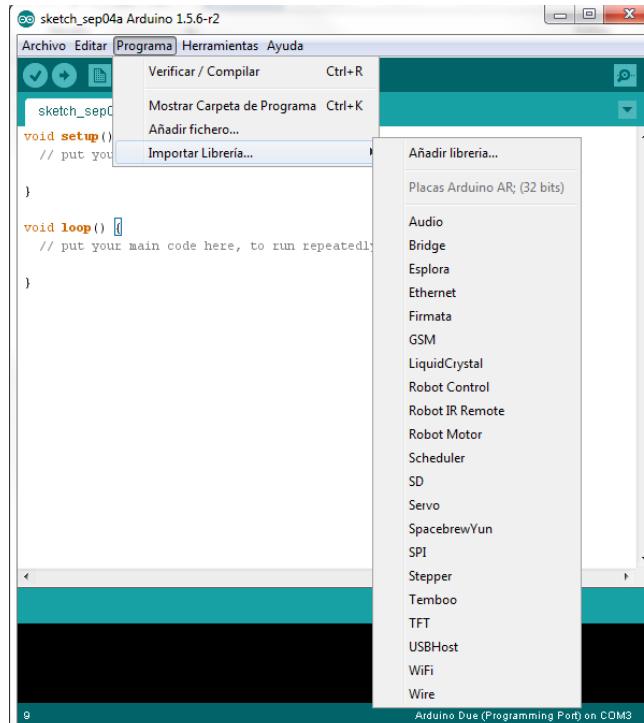 sketch_sep04a Arduino 1.5.6-r2
Archivo Editar Programa Herramientas Ayuda
Verificar / Compilar Ctrl+R
sketch_sep0
Mostrar Carpeta de Programa Ctrl+K
Añadir fichero...
void setup()
Importar Librería...
// put you
Añadir libreria...
}
Placas Arduino AR; (32 bits)
void loop() {
// put your main code here, to run repeatedly
}
Audio
Bridge
Esplora
Ethernet
Firmata
GSM
LiquidCrystal
Robot Control
Robot IR Remote
Robot Motor
Scheduler
SD
Servo
SpacebrewYun
SPI
Stepper
Temboo
TFT
USBHost
WiFi
Wire
9 Arduino Due (Programming Port) on COM3